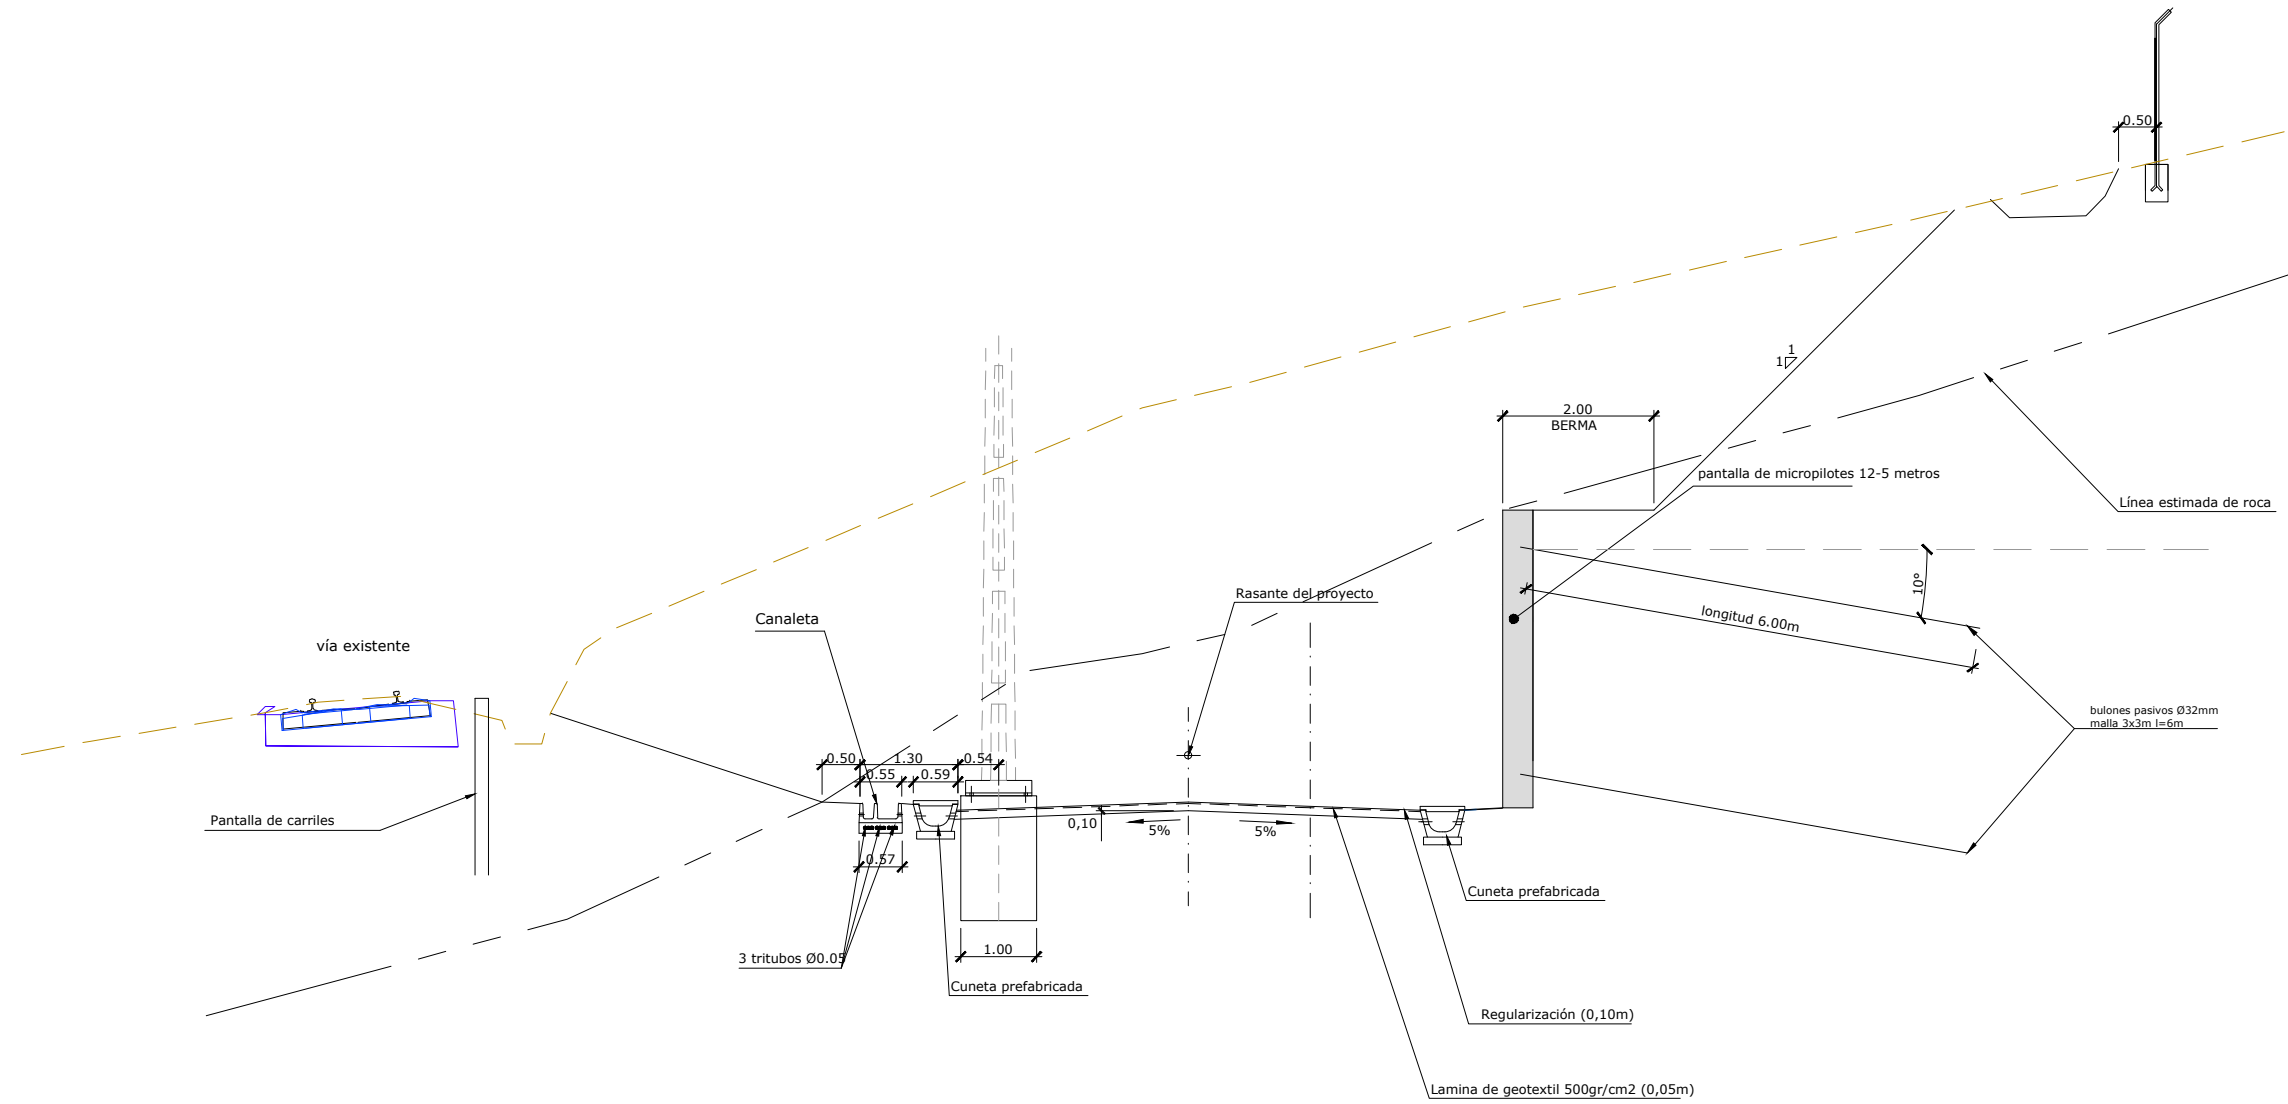 0.50
1
1
2.00
BERMA
pantalla de micropilotes 12-5 metros
Línea estimada de roca
10°
longitud 6.00m
Rasante del proyecto
Canaleta
vía existente
bulones pasivos Ø32mm
malla 3x3m l=6m
0.50
1.30
0.54
0.55
0.59
Pantalla de carriles
0,10
5%
5%
0.57
Cuneta prefabricada
1.00
3 tritubos Ø0.05
Cuneta prefabricada
Regularización (0,10m)
Lamina de geotextil 500gr/cm2 (0,05m)